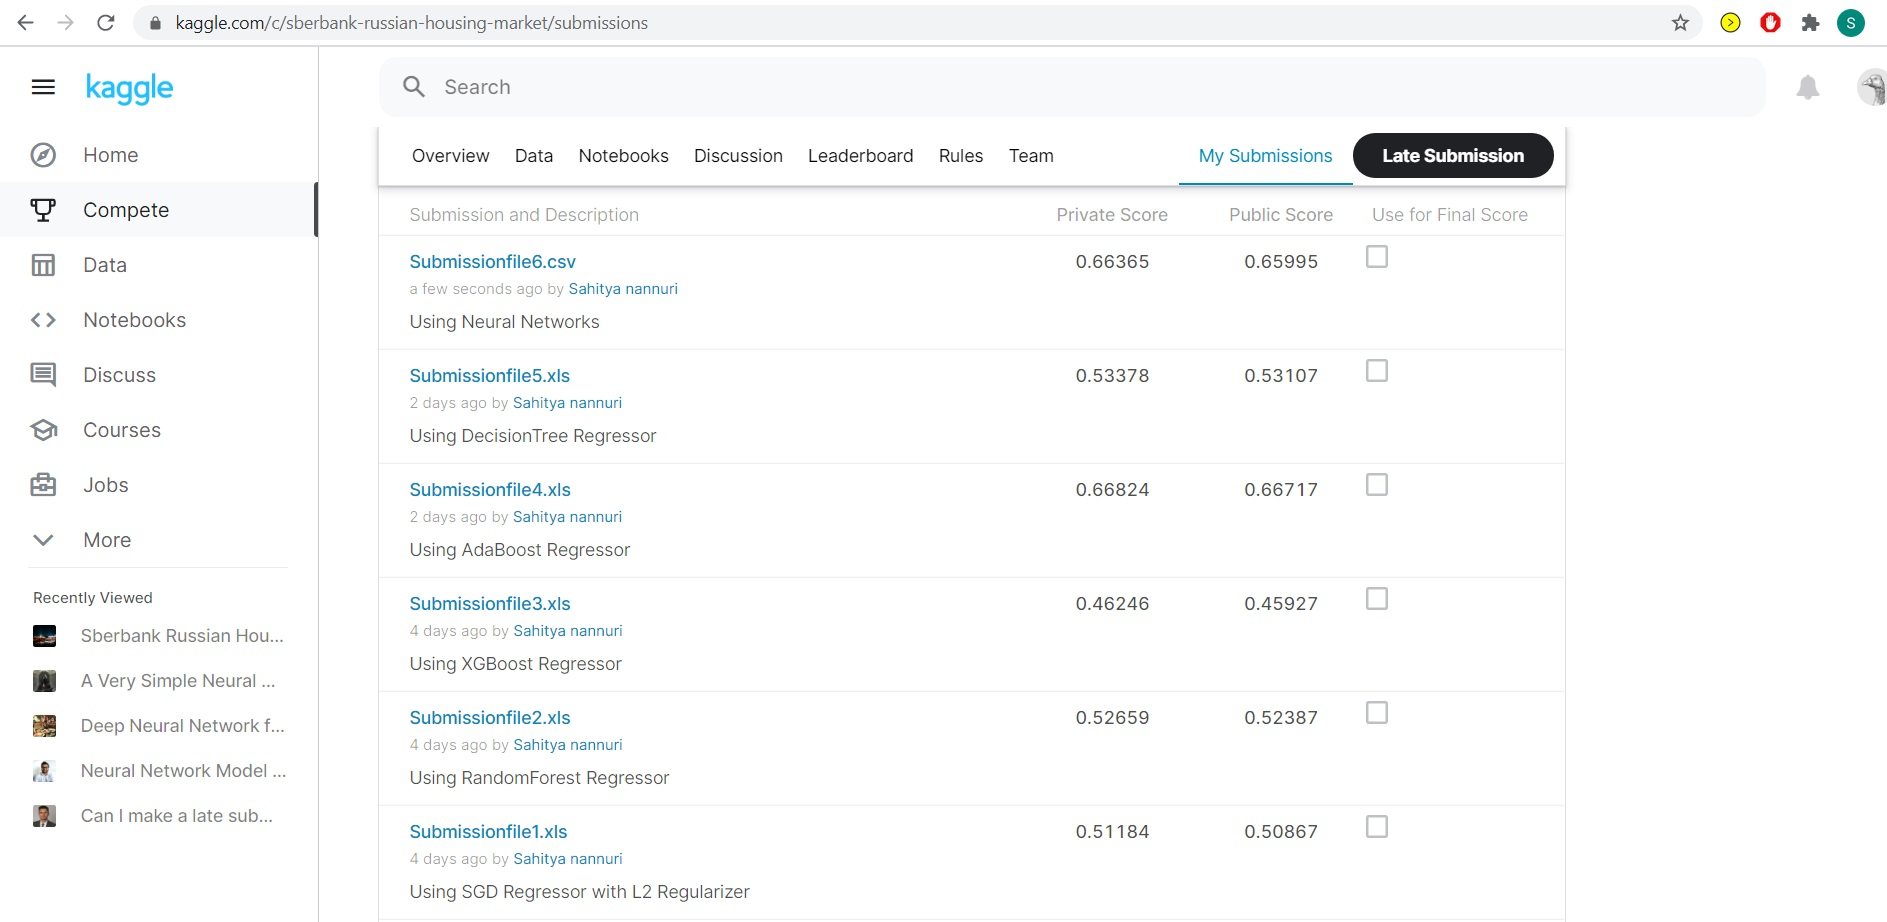 kaggle.com/c/sberbank-russian-housing-market/submissions
S
kaggle
Search
Home
Compete
Data
Notebooks
Discuss
Courses
Jobs
More
Recently Viewed
Sberbank Russian Hou...
A Very Simple Neural ...
Deep Neural Network f...
Neural Network Model ...
Can I make a late sub...
Overview Data Notebooks Discussion Leaderboard Rules Team My Submissions Late Submission
Submission and Description Private Score Public Score Use for Final Score
Submissionfile6.csv 0.66365 0.65995
a few seconds ago by Sahitya nannuri
Using Neural Networks
Submissionfile5.xls 0.53378 0.53107
2 days ago by Sahitya nannuri
Using DecisionTree Regressor
Submissionfile4.xls 0.66824 0.66717
2 days ago by Sahitya nannuri
Using AdaBoost Regressor
Submissionfile3.xls 0.46246 0.45927
4 days ago by Sahitya nannuri
Using XGBoost Regressor
Submissionfile2.xls 0.52659 0.52387
4 days ago by Sahitya nannuri
Using RandomForest Regressor
Submissionfile1.xls 0.51184 0.50867
4 days ago by Sahitya nannuri
Using SGD Regressor with L2 Regularizer